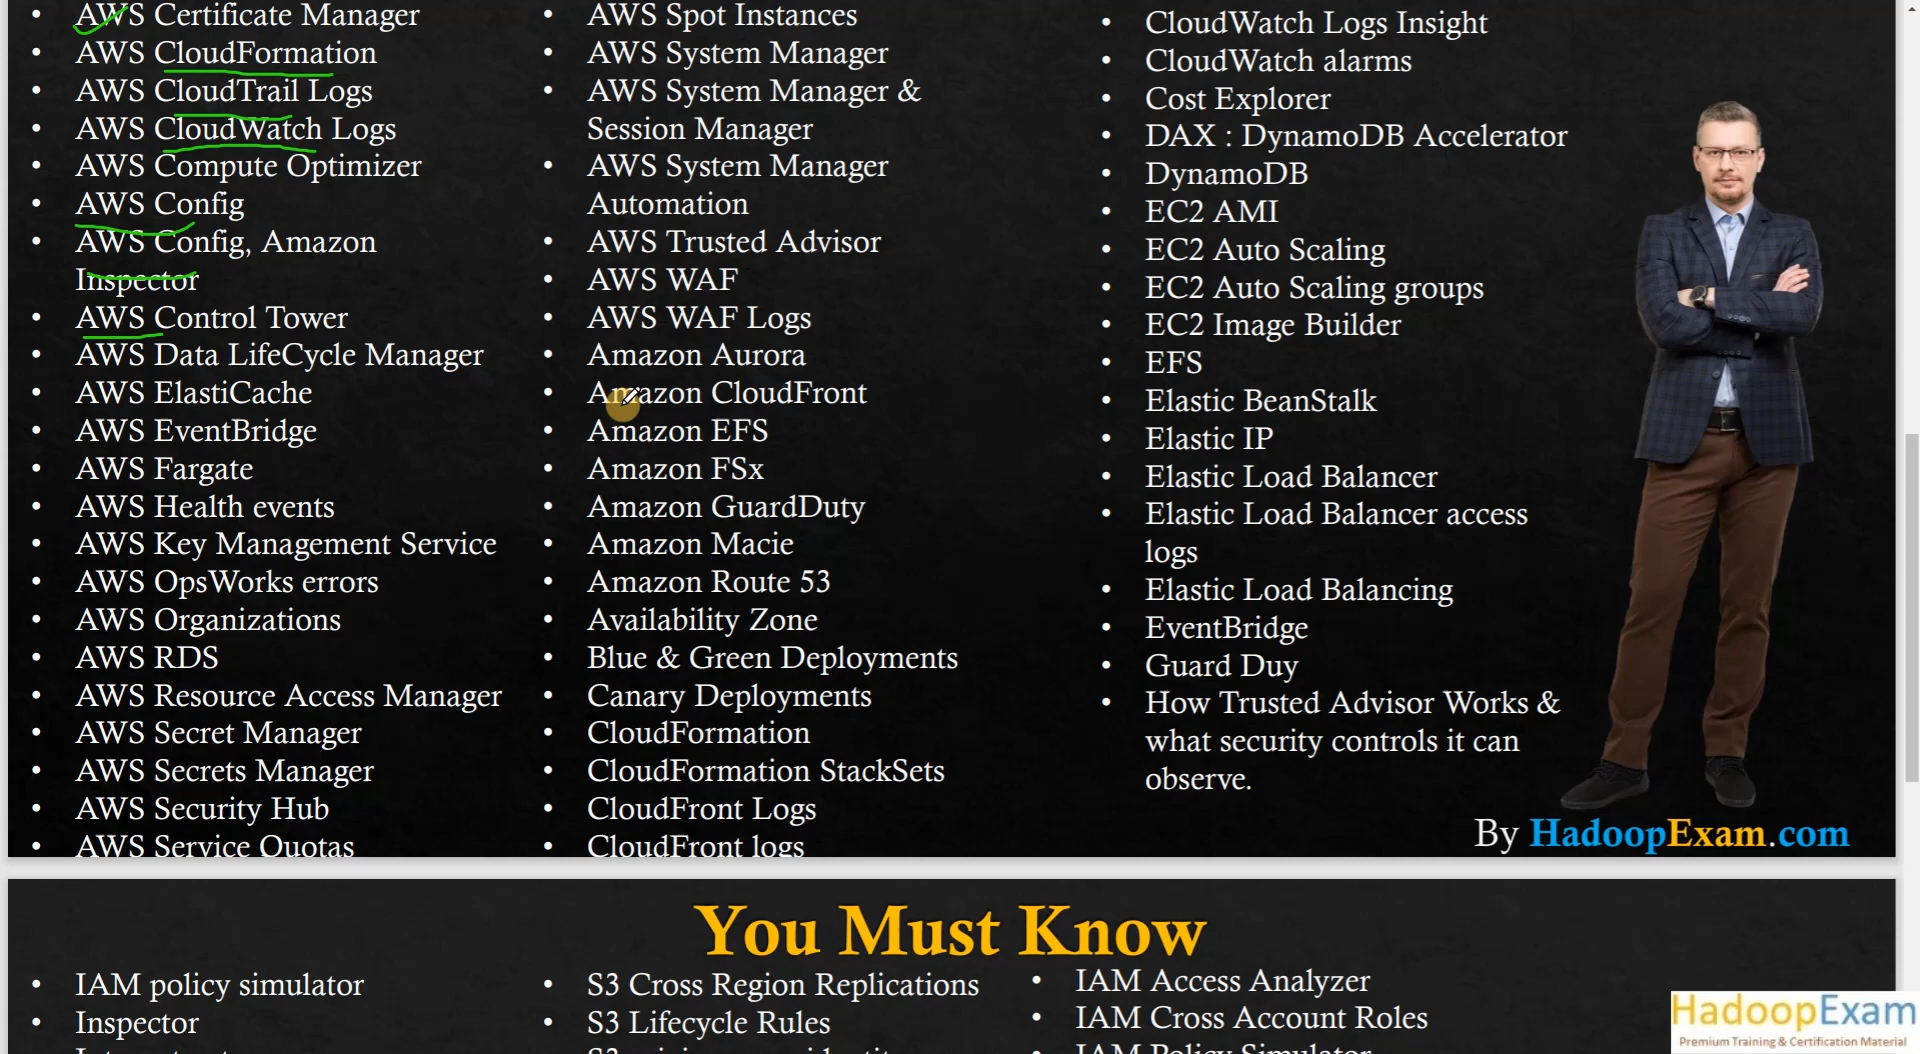 • AWS Certificate Manager
• AWS CloudFormation
• AWS CloudTrail Logs
• AWS CloudWatch Logs
• AWS Compute Optimizer
• AWS Config
• AWS Config, Amazon
Inspector
• AWS Control Tower
• AWS Data LifeCycle Manager
• AWS ElastiCache
• AWS EventBridge
• AWS Fargate
• AWS Health events
• AWS Key Management Service
• AWS OpsWorks errors
• AWS Organizations
• AWS RDS
• AWS Resource Access Manager
• AWS Secret Manager
• AWS Secrets Manager
• AWS Security Hub
• AWS Service Quotas
• AWS Spot Instances
• AWS System Manager
• AWS System Manager &
Session Manager
• AWS System Manager
Automation
• AWS Trusted Advisor
• AWS WAF
• AWS WAF Logs
• Amazon Aurora
• Amazon CloudFront
• Amazon EFS
• Amazon FSx
• Amazon GuardDuty
• Amazon Macie
• Amazon Route 53
• Availability Zone
• Blue & Green Deployments
• Canary Deployments
• CloudFormation
• CloudFormation StackSets
• CloudFront Logs
• CloudFront logs
• CloudWatch Logs Insight
• CloudWatch alarms
• Cost Explorer
• DAX : DynamoDB Accelerator
• DynamoDB
• EC2 AMI
• EC2 Auto Scaling
• EC2 Auto Scaling groups
• EC2 Image Builder
• EFS
• Elastic BeanStalk
• Elastic IP
• Elastic Load Balancer
• Elastic Load Balancer access
logs
• Elastic Load Balancing
• EventBridge
• Guard Duy
• How Trusted Advisor Works &
what security controls it can
observe.
By HadoopExam.com
You Must Know
• IAM policy simulator
• Inspector
• S3 Cross Region Replications
• S3 Lifecycle Rules
• IAM Access Analyzer
• IAM Cross Account Roles
IAM Policy Simulator
HadoopExam
Premium Training & Certification Material